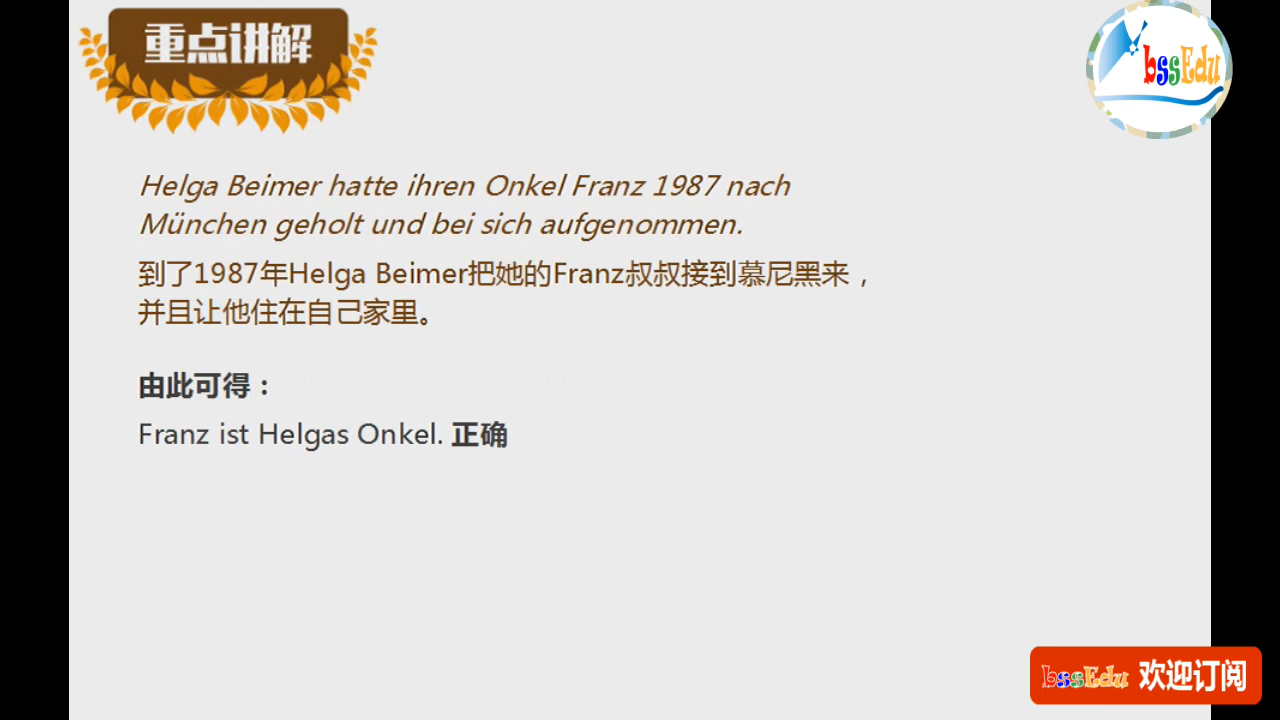 重点讲解
bssEdu
Helga Beimer hatte ihren Onkel Franz 1987 nach
München geholt und bei sich aufgenommen.
到了1987年Helga Beimer把她的Franz叔叔接到慕尼黑来，
并且让他住在自己家里。
由此可得：
Franz ist Helgas Onkel. 正确
bssEdu 欢迎订阅